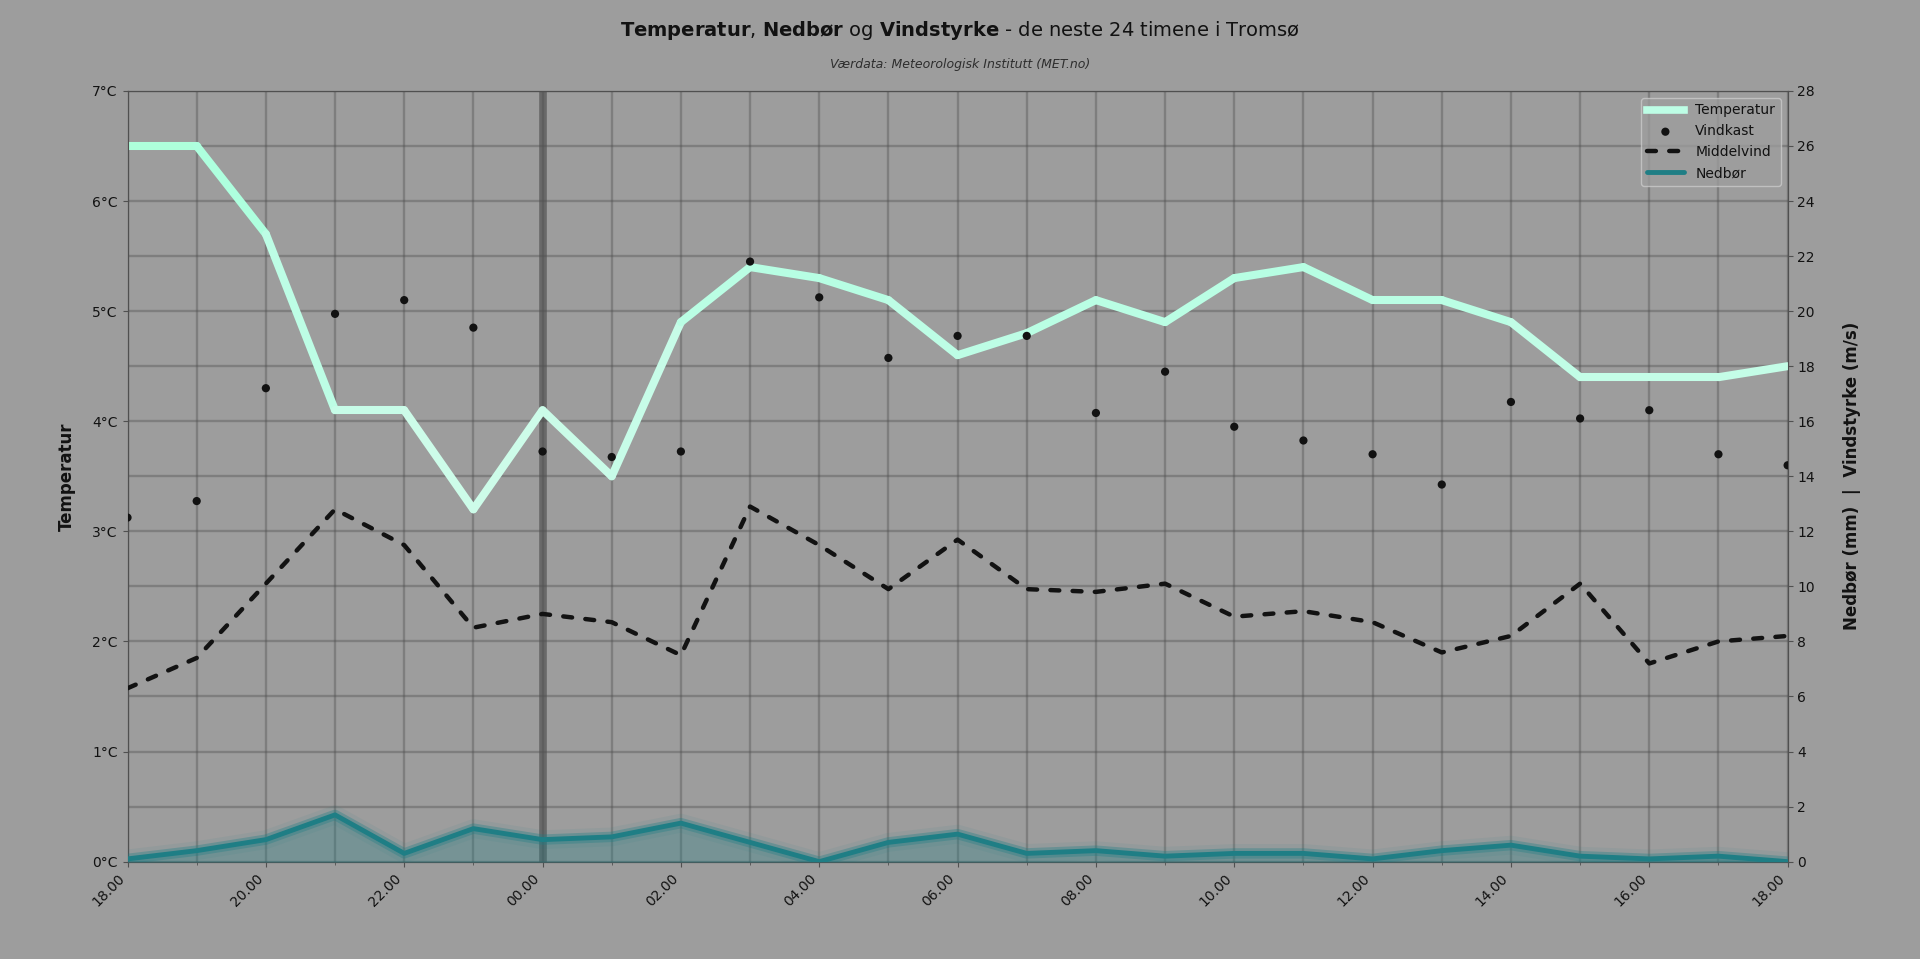 Temperatur, Nedbør og Vindstyrke - de neste 24 timene i Tromsø
Værdata: Meteorologisk Institutt (MET.no)
Temperatur
7°C
6°C
5°C
4°C
3°C
2°C
1°C
0°C
Temperatur
Vindkast
Middelvind
Nedbør
28
26
24
22
20
18
16
14
12
10
8
6
4
2
0
Nedbør (mm) | Vindstyrke (m/s)
18.00
20.00
22.00
00.00
02.00
04.00
06.00
08.00
10.00
12.00
14.00
16.00
18.00